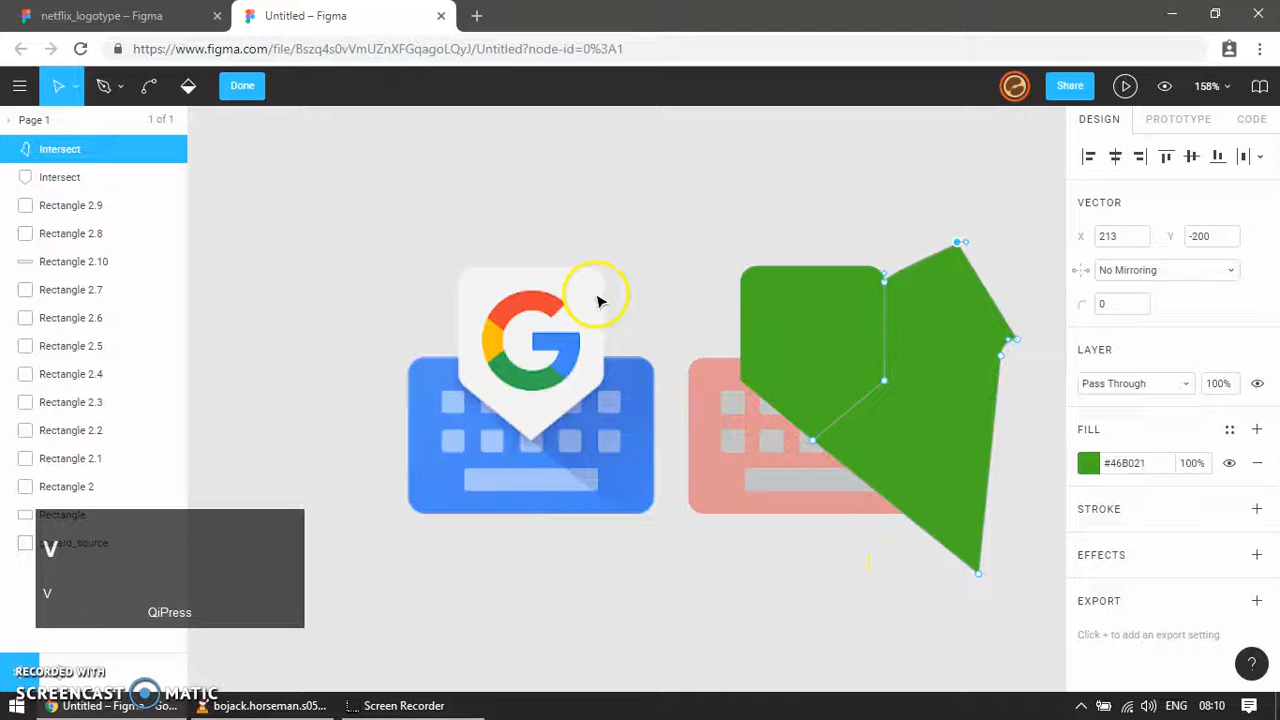 netflix_logotype – Figma
Untitled – Figma
https://www.figma.com/file/Bszq4s0vVmUZnXFGqagoLQyJ/Untitled?node-id=0%3A1
Done
Share
158%
Page 1
1 of 1
DESIGN
PROTOTYPE
CODE
Intersect
Intersect
Rectangle 2.9
Rectangle 2.8
Rectangle 2.10
Rectangle 2.7
Rectangle 2.6
Rectangle 2.5
Rectangle 2.4
Rectangle 2.3
Rectangle 2.2
Rectangle 2.1
Rectangle 2
Rectangle
VECTOR
X 213 Y -200
No Mirroring
0
LAYER
Pass Through 100%
FILL
#46B021 100%
STROKE
EFFECTS
EXPORT
Click + to add an export setting
G
V
V
QiPress
RECORDED WITH
SCREENCAST MATIC
?
Untitled – Figma - So...
bojack.horseman.s05...
Screen Recorder
ENG
08:10